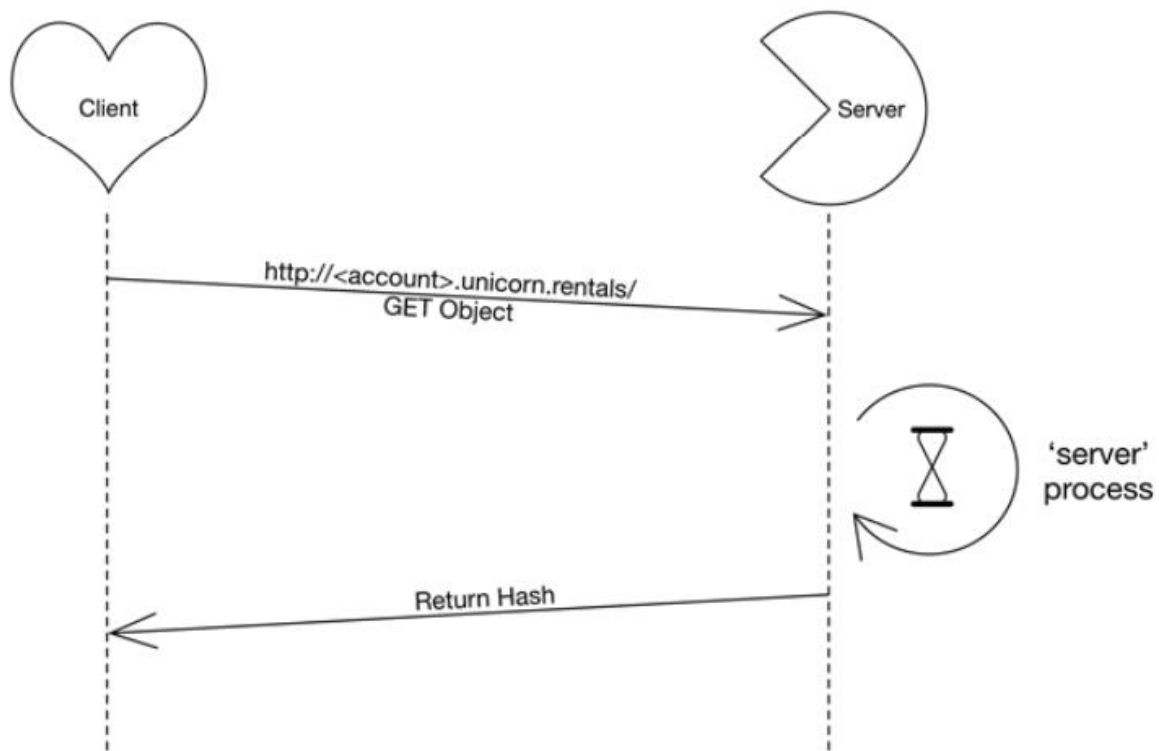 Client
Server
http://<account>.unicorn.rentals/
GET Object
'server'
process
Return Hash